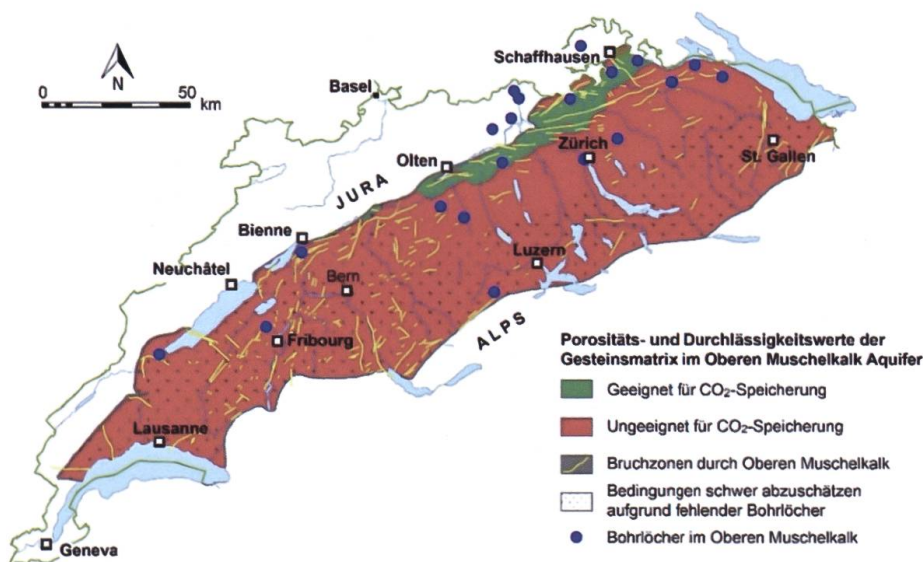 Schaffhausen
N
0
50
km
Basel
Zürich
St. Gallen
Olten
JURA
Bienne
Luzern
Neuchâtel
Bern
ALPS
Fribourg
Lausanne
Geneva
Porositäts- und Durchlässigkeitswerte der
Gesteinsmatrix im Oberen Muschelkalk Aquifer
Geeignet für CO₂-Speicherung
Ungeeignet für CO₂-Speicherung
Bruchzonen durch Oberen Muschelkalk
Bedingungen schwer abzuschätzen
aufgrund fehlender Bohrlöcher
Bohrlöcher im Oberen Muschelkalk